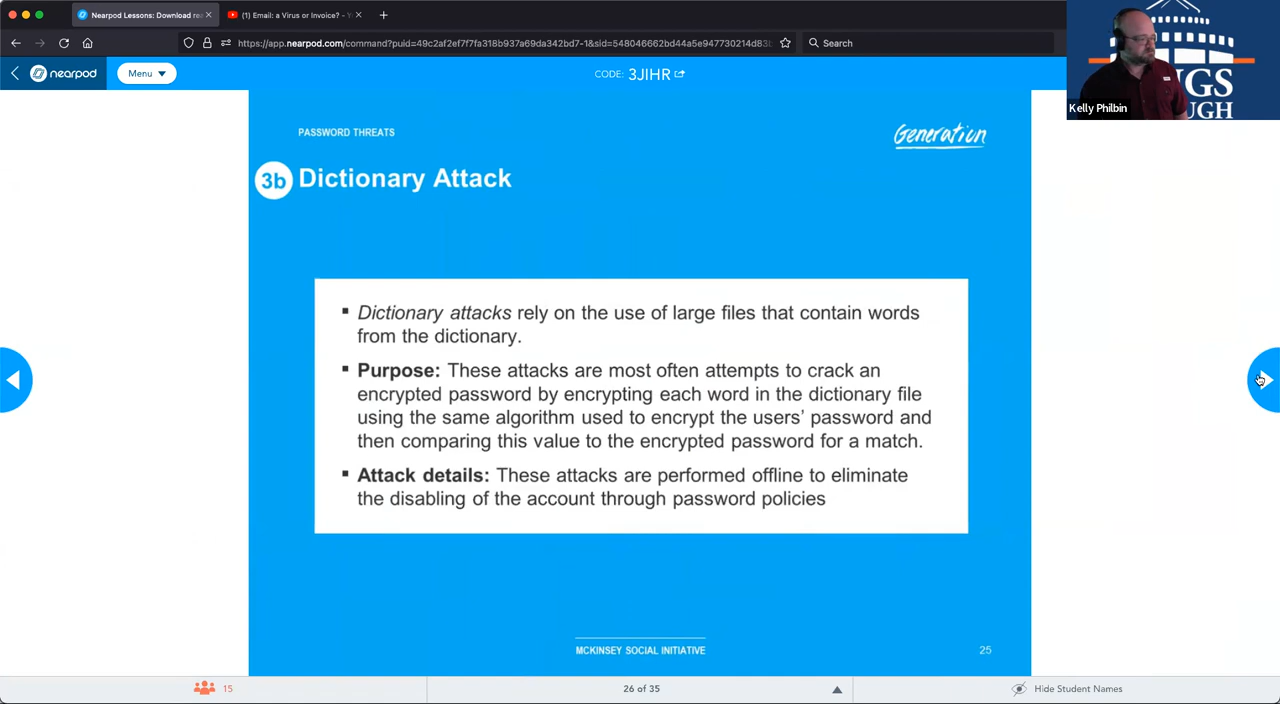 Nearpod Lessons: Download re
(1) Email: a Virus or Invoice? - Y
https://app.nearpod.com/command?puid=49c2af2ef7f7fa318b937a69da342bd7-1&sid=548046662bd44a5e947730214d83
Search
nearpod
Menu
CODE: 3JIHR
NGS
UGH
Kelly Philbin
PASSWORD THREATS
Generation
3b Dictionary Attack
▪ Dictionary attacks rely on the use of large files that contain words
from the dictionary.
▪ Purpose: These attacks are most often attempts to crack an
encrypted password by encrypting each word in the dictionary file
using the same algorithm used to encrypt the users' password and
then comparing this value to the encrypted password for a match.
▪ Attack details: These attacks are performed offline to eliminate
the disabling of the account through password policies
MCKINSEY SOCIAL INITIATIVE
25
15
26 of 35
Hide Student Names